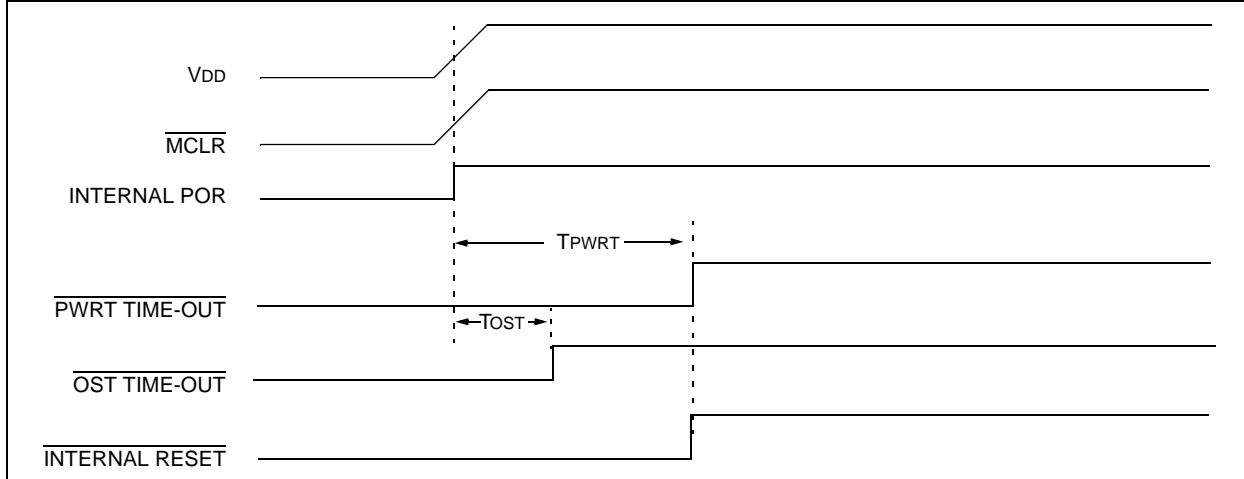 VDD
MCLR
INTERNAL POR
TPWRT
PWRT TIME-OUT
TOST
OST TIME-OUT
INTERNAL RESET